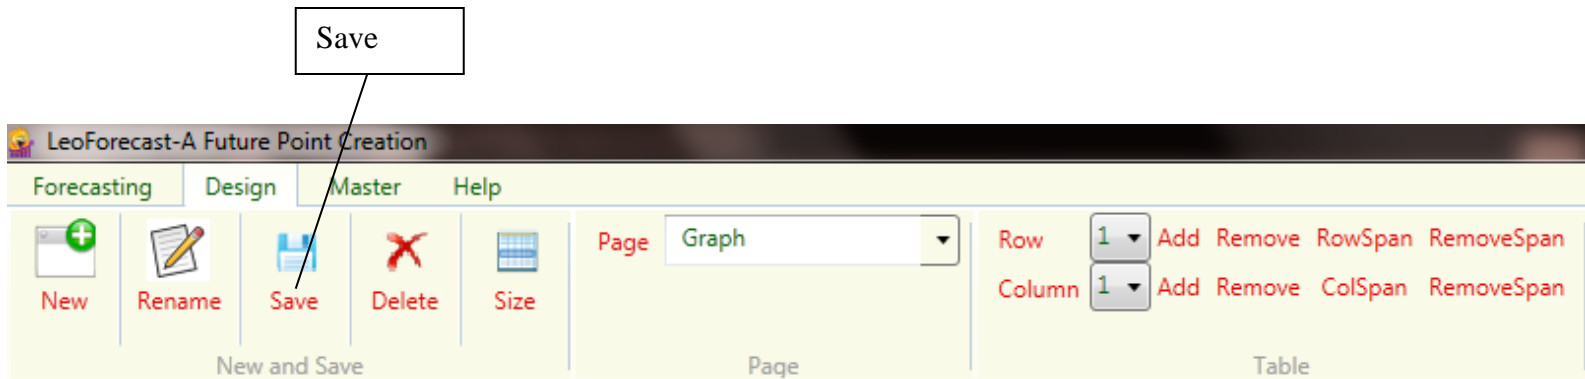 Save
LeoForecast-A Future Point Creation
Forecasting Design Master Help
New Rename Save Delete Size
New and Save
Page Graph
Page
Row 1 Add Remove RowSpan RemoveSpan
Column 1 Add Remove ColSpan RemoveSpan
Table